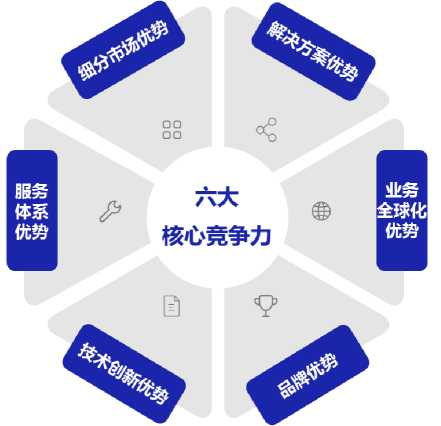 细分市场优势
解决方案优势
服务
体系
优势
六大
核心竞争力
业务
全球化
优势
技术创新优势
品牌优势